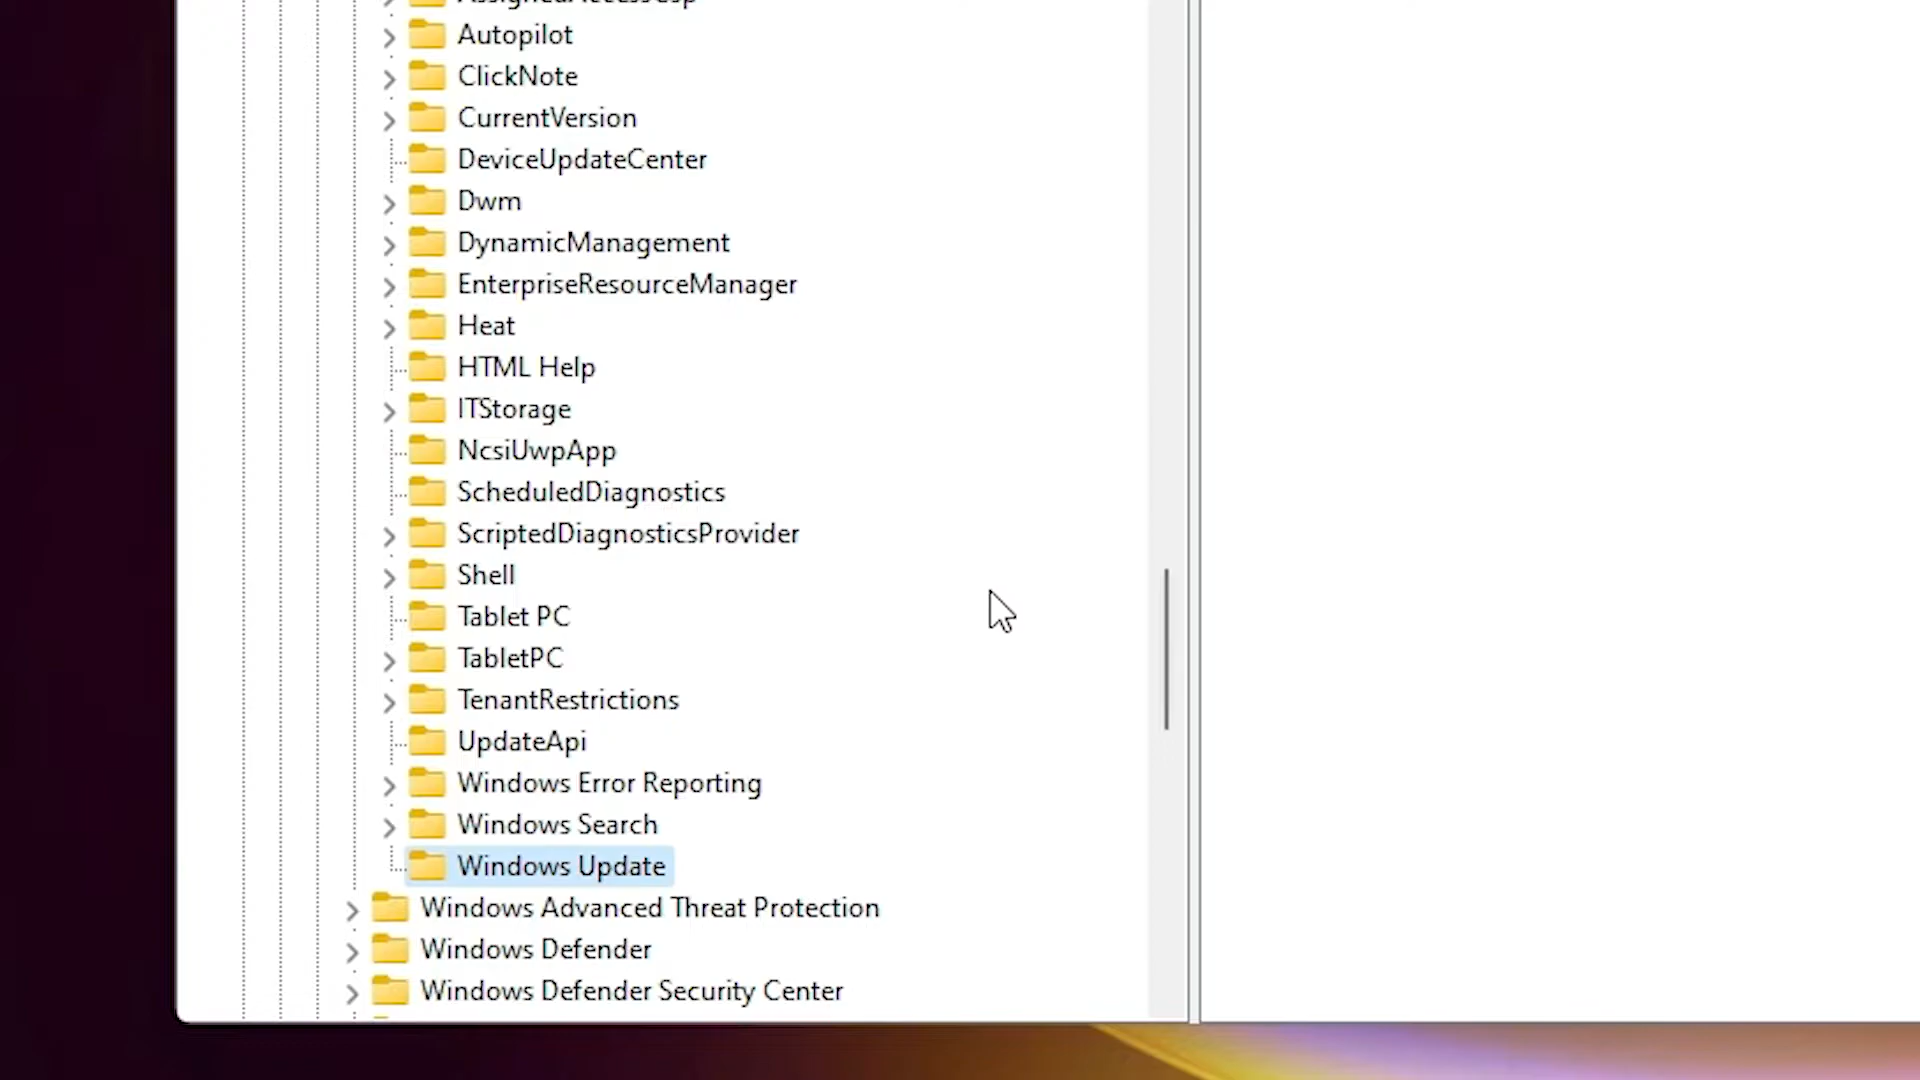 Autopilot
ClickNote
CurrentVersion
DeviceUpdateCenter
Dwm
DynamicManagement
EnterpriseResourceManager
Heat
HTML Help
ITStorage
NcsiUwpApp
ScheduledDiagnostics
ScriptedDiagnosticsProvider
Shell
Tablet PC
TabletPC
TenantRestrictions
UpdateApi
Windows Error Reporting
Windows Search
Windows Update
Windows Advanced Threat Protection
Windows Defender
Windows Defender Security Center